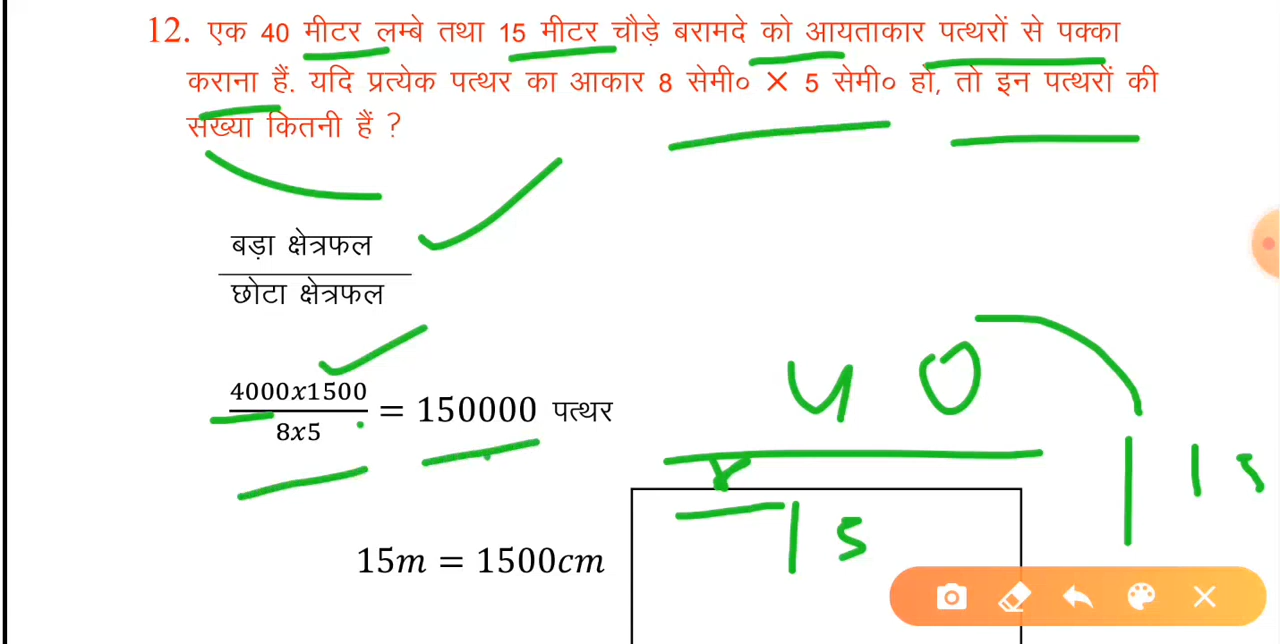 12. एक 40 मीटर लम्बे तथा 15 मीटर चौड़े बरामदे को आयताकार पत्थरों से पक्का
कराना हैं. यदि प्रत्येक पत्थर का आकार 8 सेमी० × 5 सेमी० हो, तो इन पत्थरों की
सख्या कितनी हैं ?
बड़ा क्षेत्रफल
छोटा क्षेत्रफल
4000x1500
8x5
= 150000 पत्थर
40
15
15
15m = 1500cm